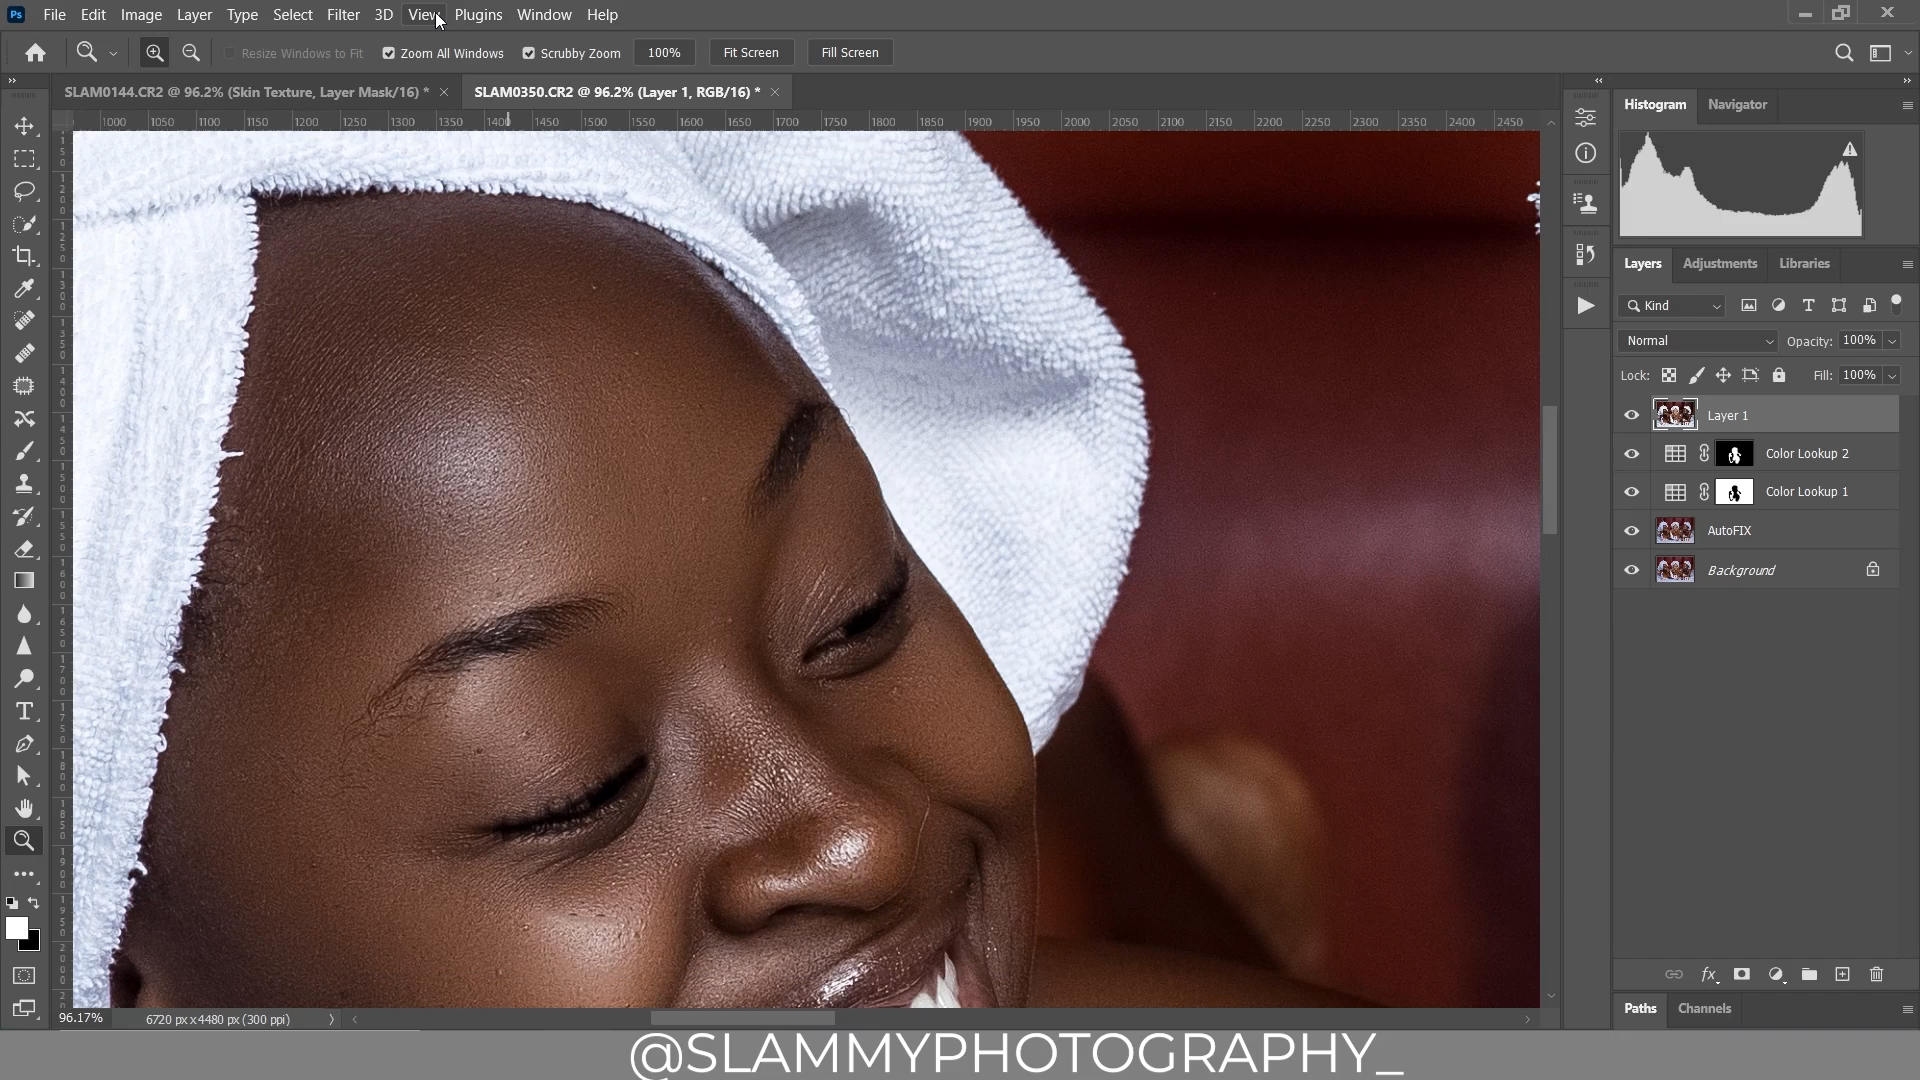 Ps File Edit Image Layer Type Select Filter 3D View Plugins Window Help
Resize Windows to Fit Zoom All Windows Scrubby Zoom 100% Fit Screen Fill Screen
SLAM0144.CR2 @ 96.2% (Skin Texture, Layer Mask/16) * SLAM0350.CR2 @ 96.2% (Layer 1, RGB/16) *
1000 1050 1100 1150 1200 1250 1300 1350 1400 1450 1500 1550 1600 1650 1700 1750 1800 1850 1900 1950 2000 2050 2100 2150 2200 2250 2300 2350 2400 2450
Histogram Navigator
Layers Adjustments Libraries
Kind
Normal Opacity: 100%
Lock: Fill: 100%
Layer 1
Color Lookup 2
Color Lookup 1
AutoFIX
Background
fx
Paths Channels
96.17% 6720 px x 4480 px (300 ppi)
@SLAMMYPHOTOGRAPHY_